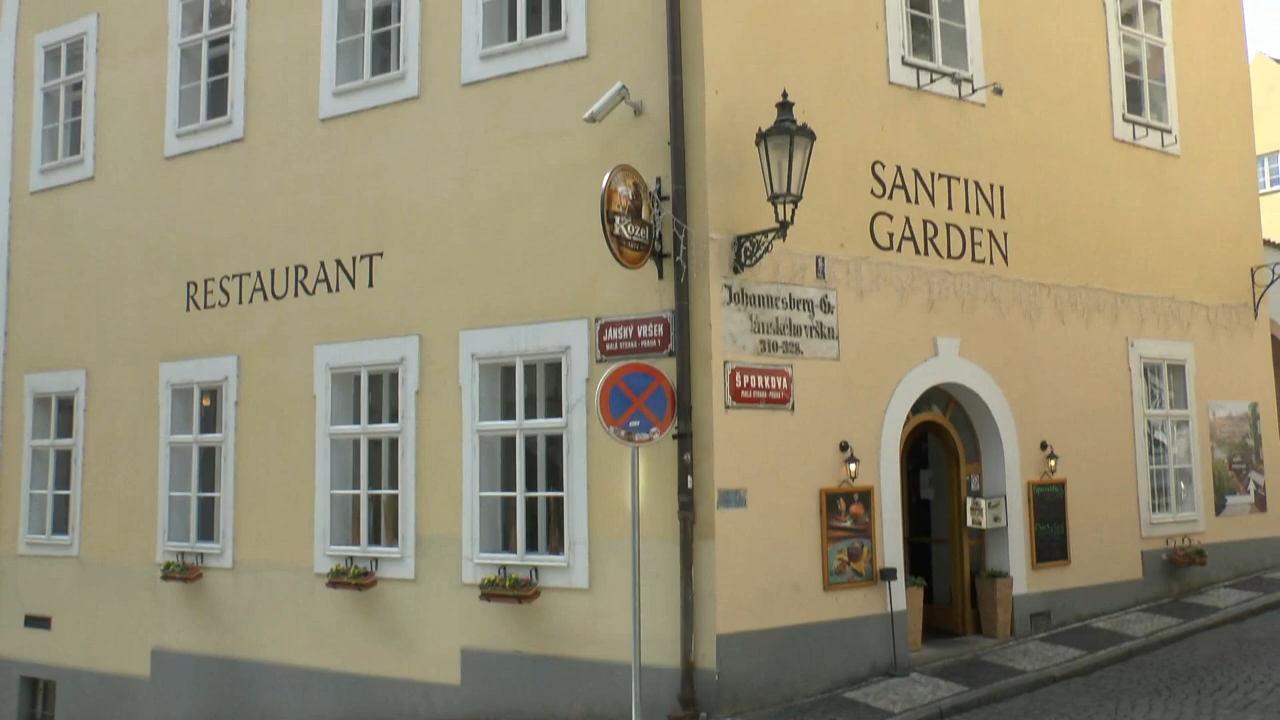 RESTAURANT
Kozel
JÁNSKÝ VRŠEK
MALÁ STRANA - PRAHA 1
SANTINI
GARDEN
Johannesberg-G.
Jánského vršku.
310-328.
ŠPORKOVA
MALÁ STRANA - PRAHA 1